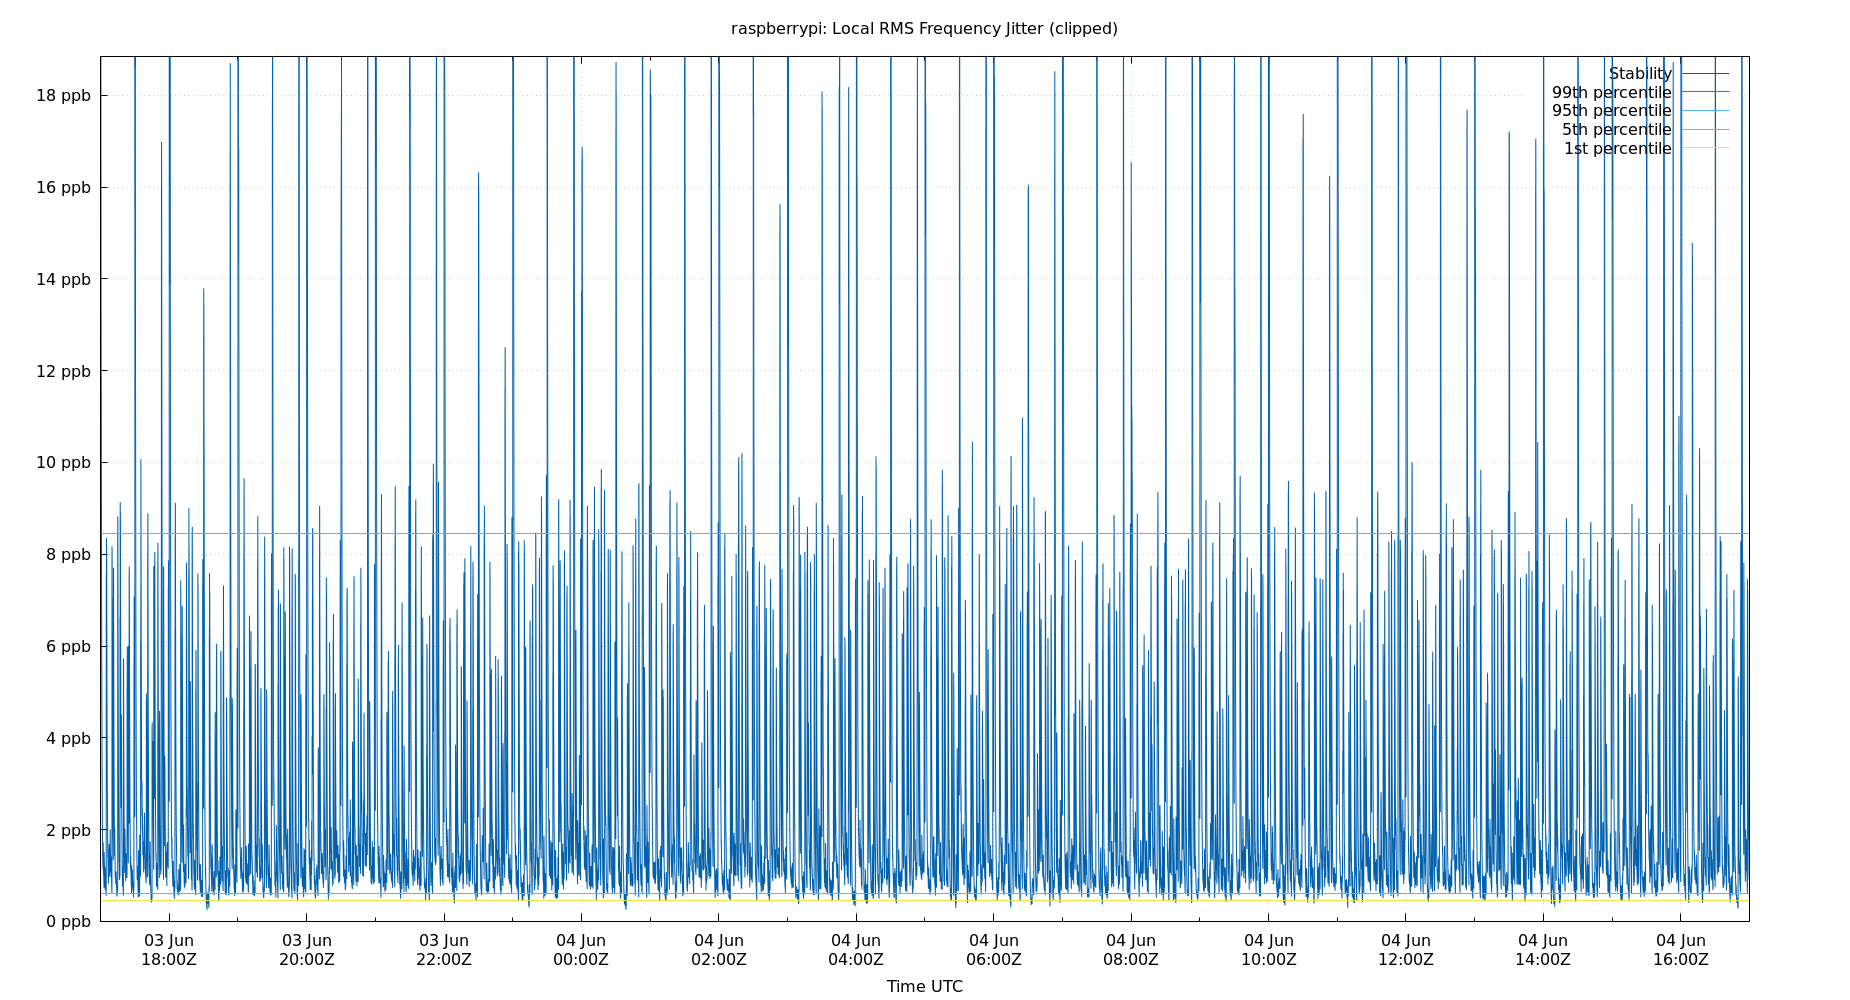 raspberrypi: Local RMS Frequency Jitter (clipped)
Stability
99th percentile
95th percentile
5th percentile
1st percentile
18 ppb
16 ppb
14 ppb
12 ppb
10 ppb
8 ppb
6 ppb
4 ppb
2 ppb
0 ppb
03 Jun
18:00Z
03 Jun
20:00Z
03 Jun
22:00Z
04 Jun
00:00Z
04 Jun
02:00Z
04 Jun
04:00Z
04 Jun
06:00Z
04 Jun
08:00Z
04 Jun
10:00Z
04 Jun
12:00Z
04 Jun
14:00Z
04 Jun
16:00Z
Time UTC